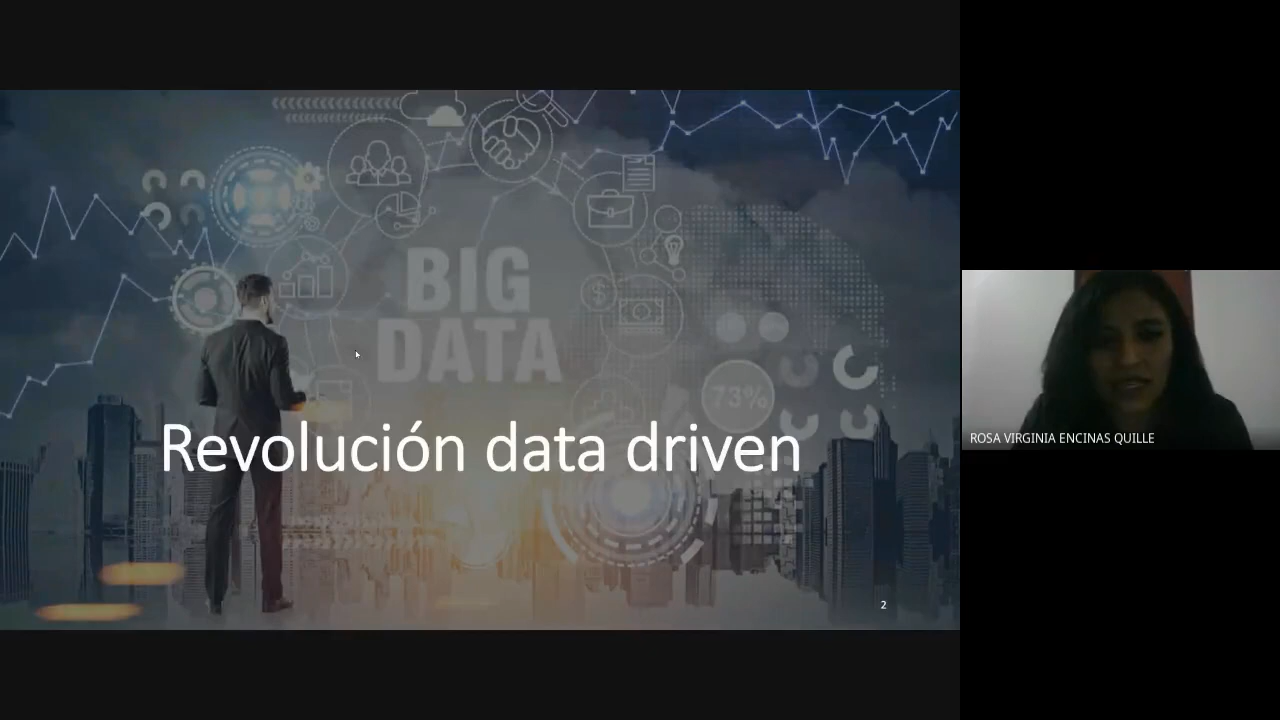 BIG
DATA
$
73%
Revolución data driven
2
ROSA VIRGINIA ENCINAS QUILLE